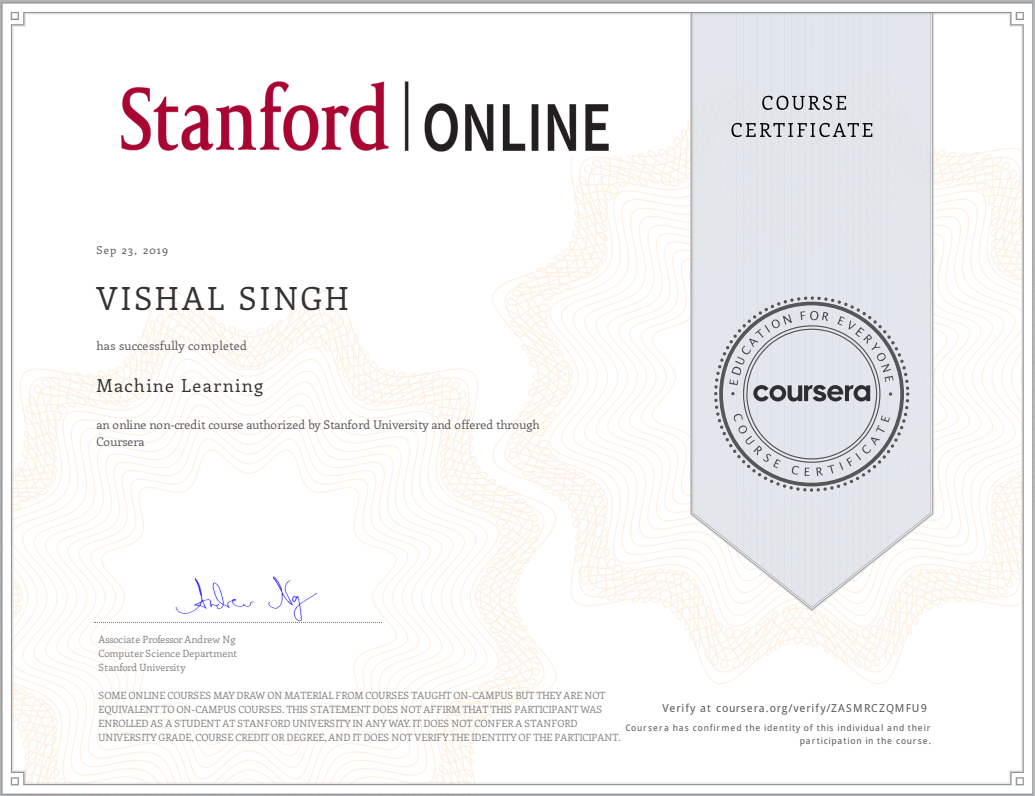 Stanford | ONLINE
COURSE
CERTIFICATE
Sep 23, 2019
VISHAL SINGH
has successfully completed
Machine Learning
an online non-credit course authorized by Stanford University and offered through
Coursera
EDUCATION FOR EVERYONE
coursera
COURSE CERTIFICATE
Andrew Ng
Associate Professor Andrew Ng
Computer Science Department
Stanford University
SOME ONLINE COURSES MAY DRAW ON MATERIAL FROM COURSES TAUGHT ON-CAMPUS BUT THEY ARE NOT
EQUIVALENT TO ON-CAMPUS COURSES. THIS STATEMENT DOES NOT AFFIRM THAT THIS PARTICIPANT WAS
ENROLLED AS A STUDENT AT STANFORD UNIVERSITY IN ANY WAY. IT DOES NOT CONFER A STANFORD
UNIVERSITY GRADE, COURSE CREDIT OR DEGREE, AND IT DOES NOT VERIFY THE IDENTITY OF THE PARTICIPANT.
Verify at coursera.org/verify/ZASMRCZQMFU9
Coursera has confirmed the identity of this individual and their
participation in the course.